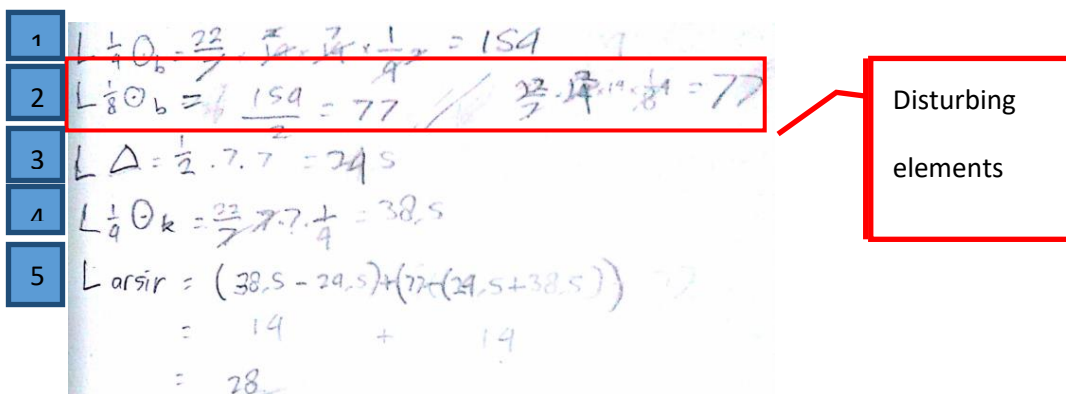 1 L 1/4 ⊙b = 22/7 · 14 · 14 · 1/4 = 154
2 L 1/8 ⊙b = 154/2 = 77 // 22/7 · 14 · 14 · 1/8 = 77
Disturbing
elements
3 L △ = 1/2 . 7 . 7 = 24,5
4 L 1/4 ⊙k = 22/7 . 7 . 7 . 1/4 = 38,5
5 L arsir = (38,5 - 24,5)+(77-(24,5+38,5))
= 14 + 14
= 28